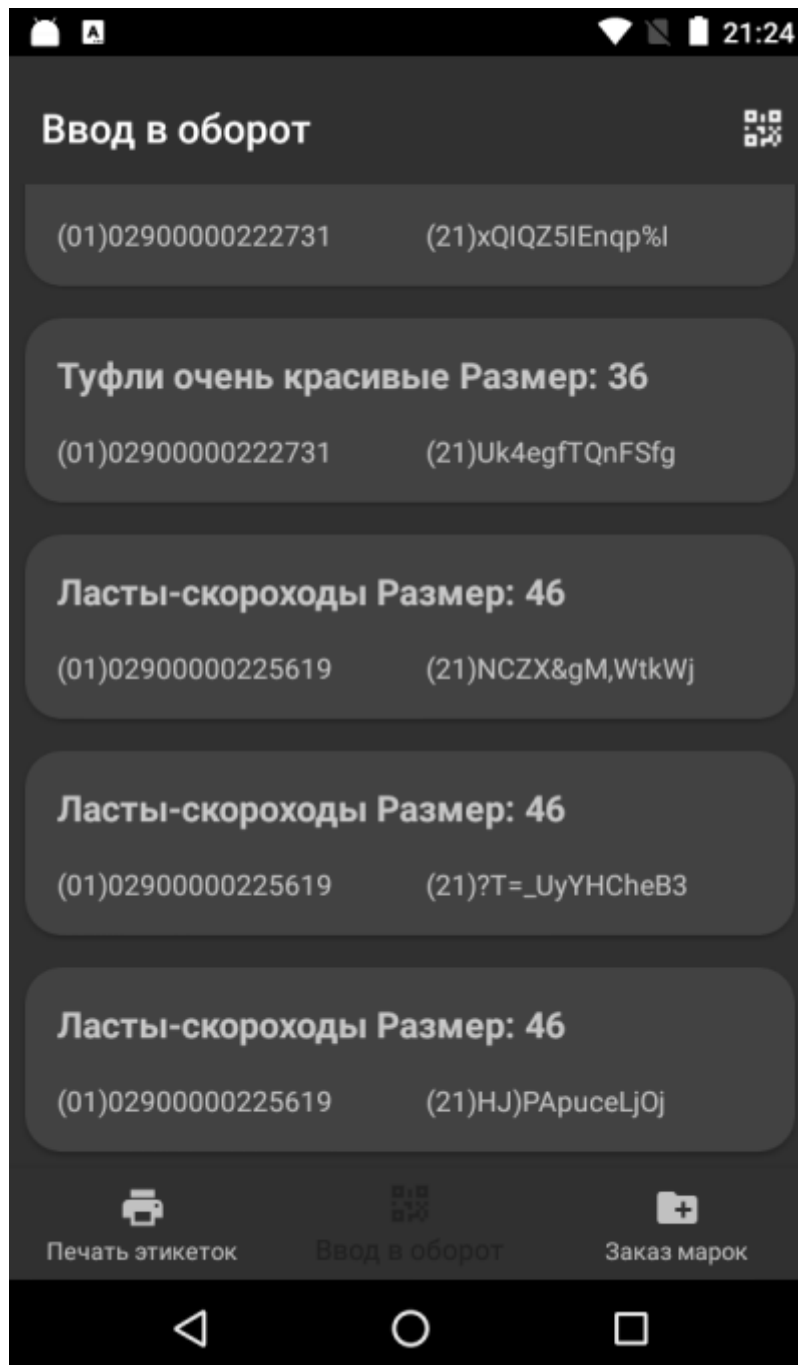 21:24
Ввод в оборот
(01)02900000222731 (21)xQIQZ5IEnqp%I
Туфли очень красивые Размер: 36
(01)02900000222731 (21)Uk4egfTQnFSfg
Ласты-скороходы Размер: 46
(01)02900000225619 (21)NCZX&gM,WtkWj
Ласты-скороходы Размер: 46
(01)02900000225619 (21)?T=_UyYHCheB3
Ласты-скороходы Размер: 46
(01)02900000225619 (21)HJ)PApuceLjOj
Печать этикеток Ввод в оборот Заказ марок